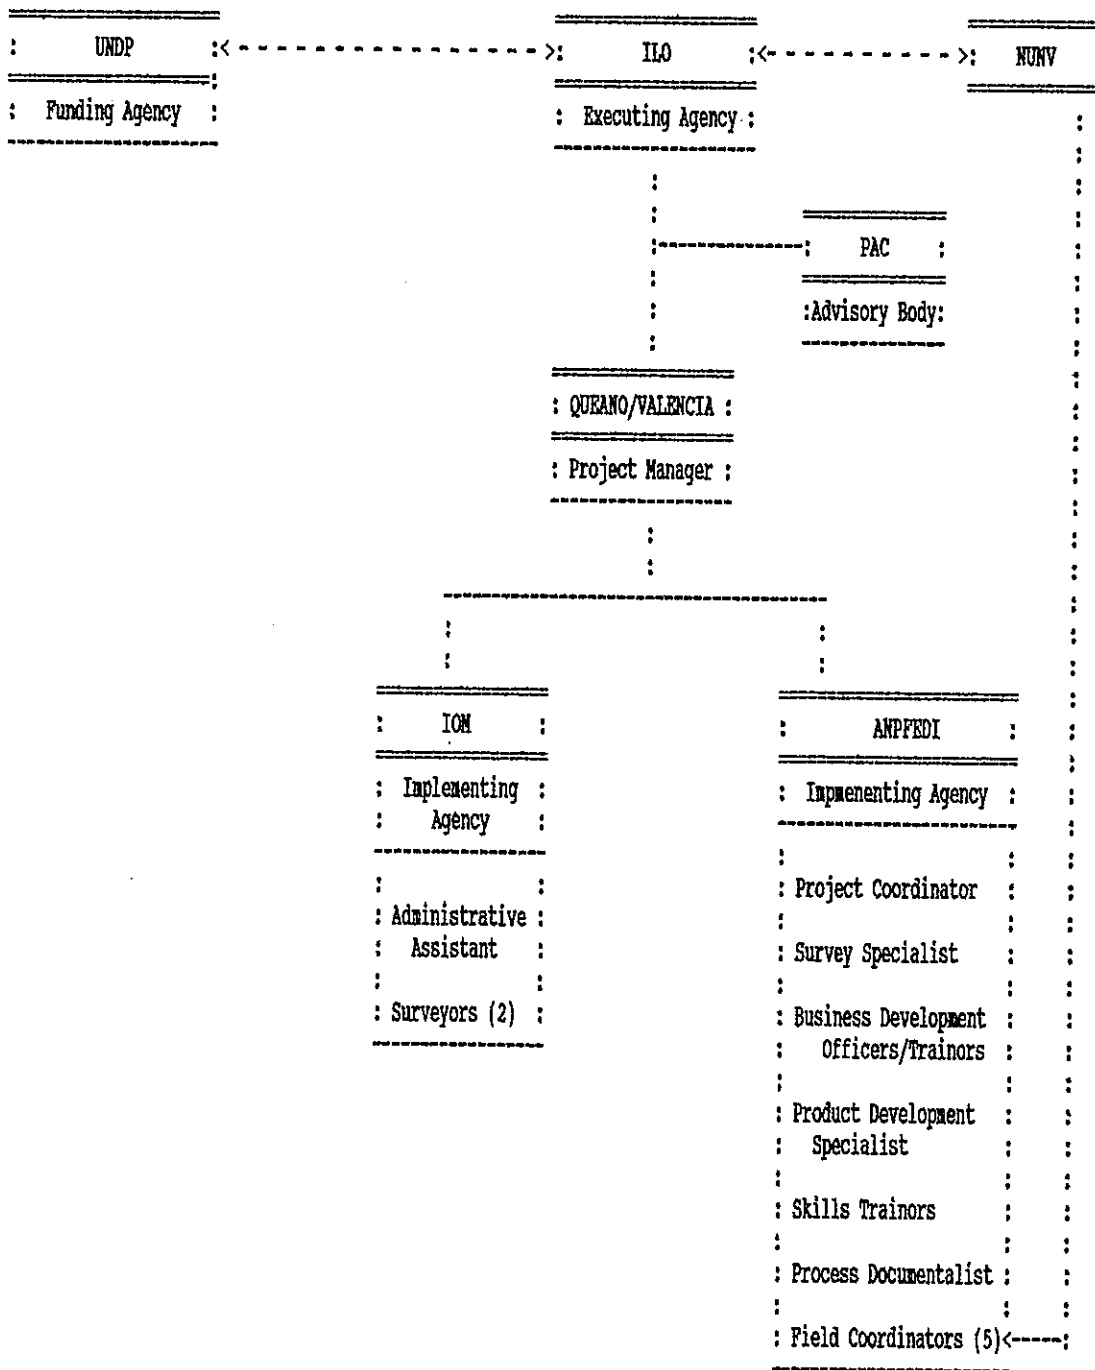 UNDP
ILO
NUNV
Funding Agency
Executing Agency
PAC
Advisory Body
QUEANO/VALENCIA
Project Manager
IOM
ANPFEDI
Implementing
Agency
Impmenenting Agency
Administrative
Assistant
Surveyors (2)
Project Coordinator
Survey Specialist
Business Development
Officers/Trainors
Product Development
Specialist
Skills Trainors
Process Documentalist
Field Coordinators (5)